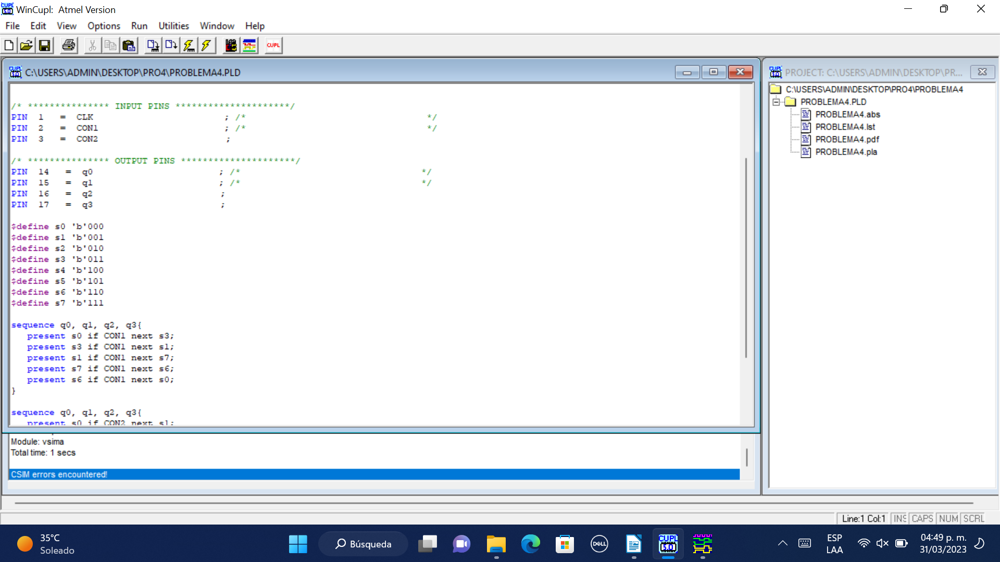 WinCupl: Atmel Version
File Edit View Options Run Utilities Window Help
CUPL
C:\USERS\ADMIN\DESKTOP\PRO4\PROBLEMA4.PLD
/* *************** INPUT PINS *********************/
PIN 1 = CLK ; /* */
PIN 2 = CON1 ; /* */
PIN 3 = CON2 ;
/* *************** OUTPUT PINS *********************/
PIN 14 = q0 ; /* */
PIN 15 = q1 ; /* */
PIN 16 = q2 ;
PIN 17 = q3 ;
$define s0 'b'000
$define s1 'b'001
$define s2 'b'010
$define s3 'b'011
$define s4 'b'100
$define s5 'b'101
$define s6 'b'110
$define s7 'b'111
sequence q0, q1, q2, q3{
present s0 if CON1 next s3;
present s3 if CON1 next s1;
present s1 if CON1 next s7;
present s7 if CON1 next s6;
present s6 if CON1 next s0;
}
sequence q0, q1, q2, q3{
present s0 if CON2 next s1;
Module: vsima
Total time: 1 secs
CSIM errors encountered!
PROJECT: C:\USERS\ADMIN\DESKTOP\PR...
C:\USERS\ADMIN\DESKTOP\PRO4\PROBLEMA4
PROBLEMA4.PLD
PROBLEMA4.abs
PROBLEMA4.lst
PROBLEMA4.pdf
PROBLEMA4.pla
Line:1 Col:1 INS CAPS NUM SCRL
35°C
Soleado
Búsqueda
DELL
CUPL
5.0
ESP
LAA
04:49 p. m.
31/03/2023